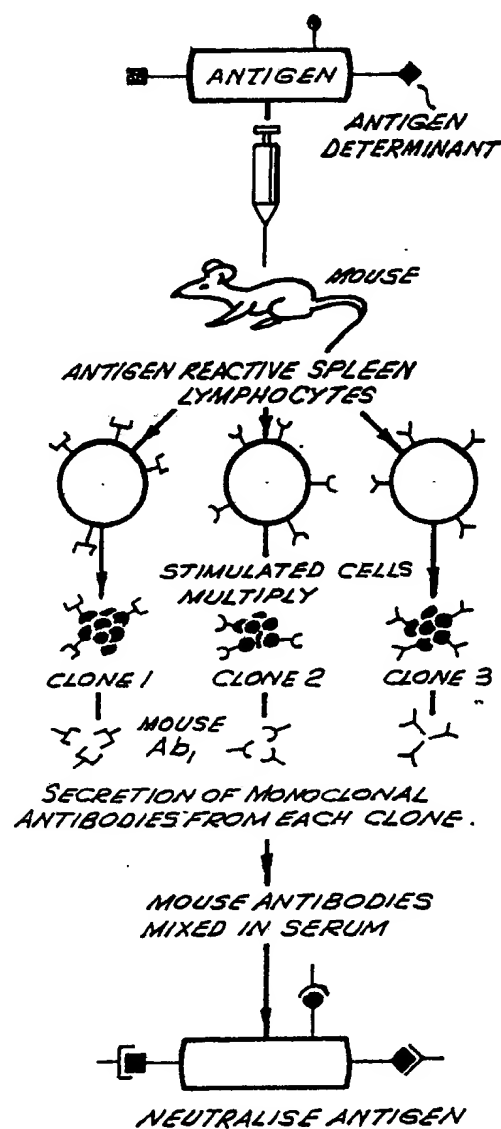 ANTIGEN
ANTIGEN
DETERMINANT
MOUSE
ANTIGEN REACTIVE SPLEEN
LYMPHOCYTES
STIMULATED CELLS
MULTIPLY
CLONE 1
CLONE 2
CLONE 3
MOUSE
Ab1
SECRETION OF MONOCLONAL
ANTIBODIES FROM EACH CLONE.
MOUSE ANTIBODIES
MIXED IN SERUM
NEUTRALISE ANTIGEN